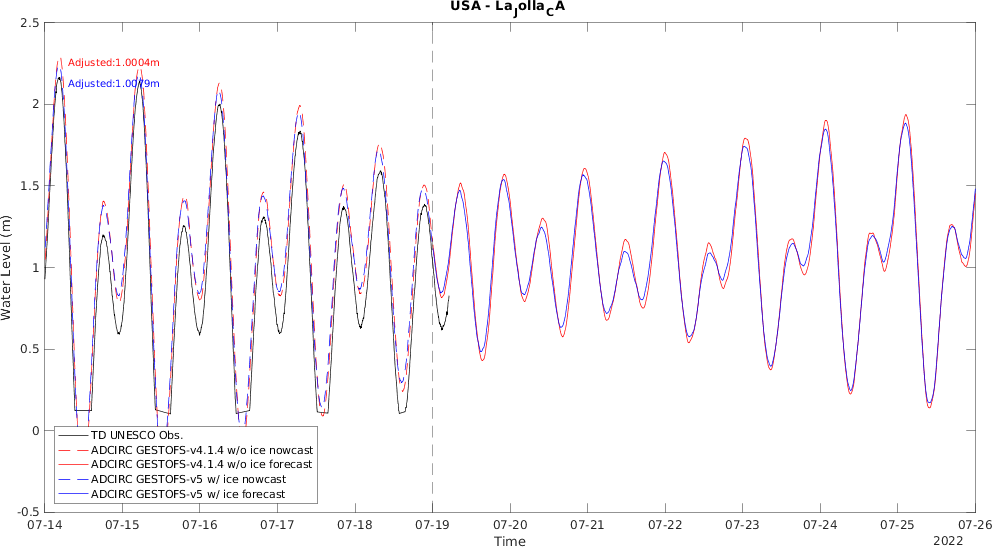 USA - LaJollaCA
Adjusted:1.0004m
Adjusted:1.0079m
Water Level (m)
2.5
2
1.5
1
0.5
0
-0.5
TD UNESCO Obs.
ADCIRC GESTOFS-v4.1.4 w/o ice nowcast
ADCIRC GESTOFS-v4.1.4 w/o ice forecast
ADCIRC GESTOFS-v5 w/ ice nowcast
ADCIRC GESTOFS-v5 w/ ice forecast
07-14 07-15 07-16 07-17 07-18 07-19 07-20 07-21 07-22 07-23 07-24 07-25 07-26
Time
2022